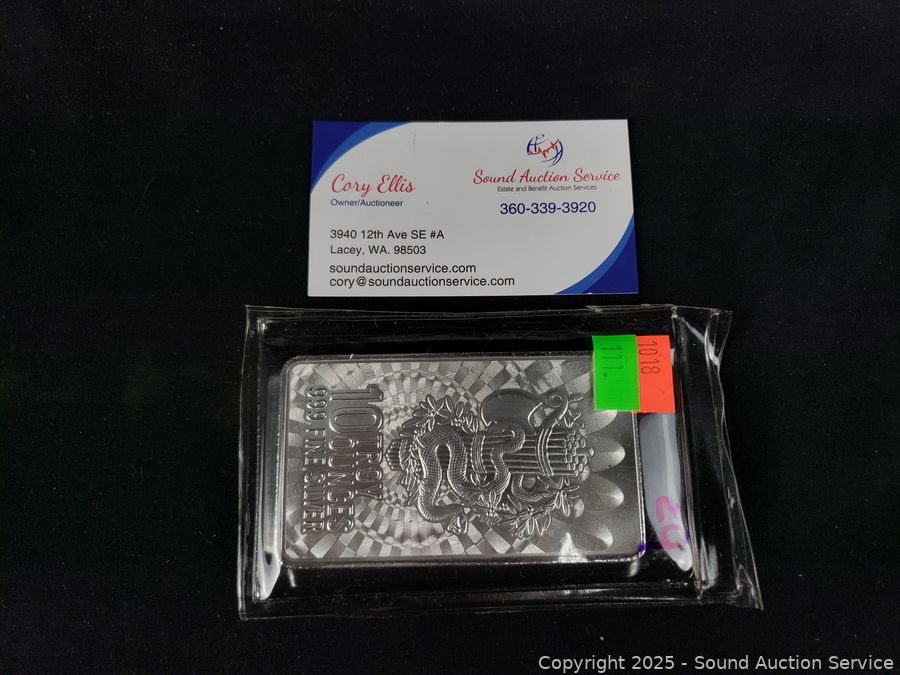 Cory Ellis
Owner/Auctioneer
Sound Auction Service
Estate and Benefit Auction Services
360-339-3920
3940 12th Ave SE #A
Lacey, WA. 98503
soundauctionservice.com
cory@soundauctionservice.com
1018
10 TROY
OUNCES
999 FINE SILVER
Copyright 2025 - Sound Auction Service